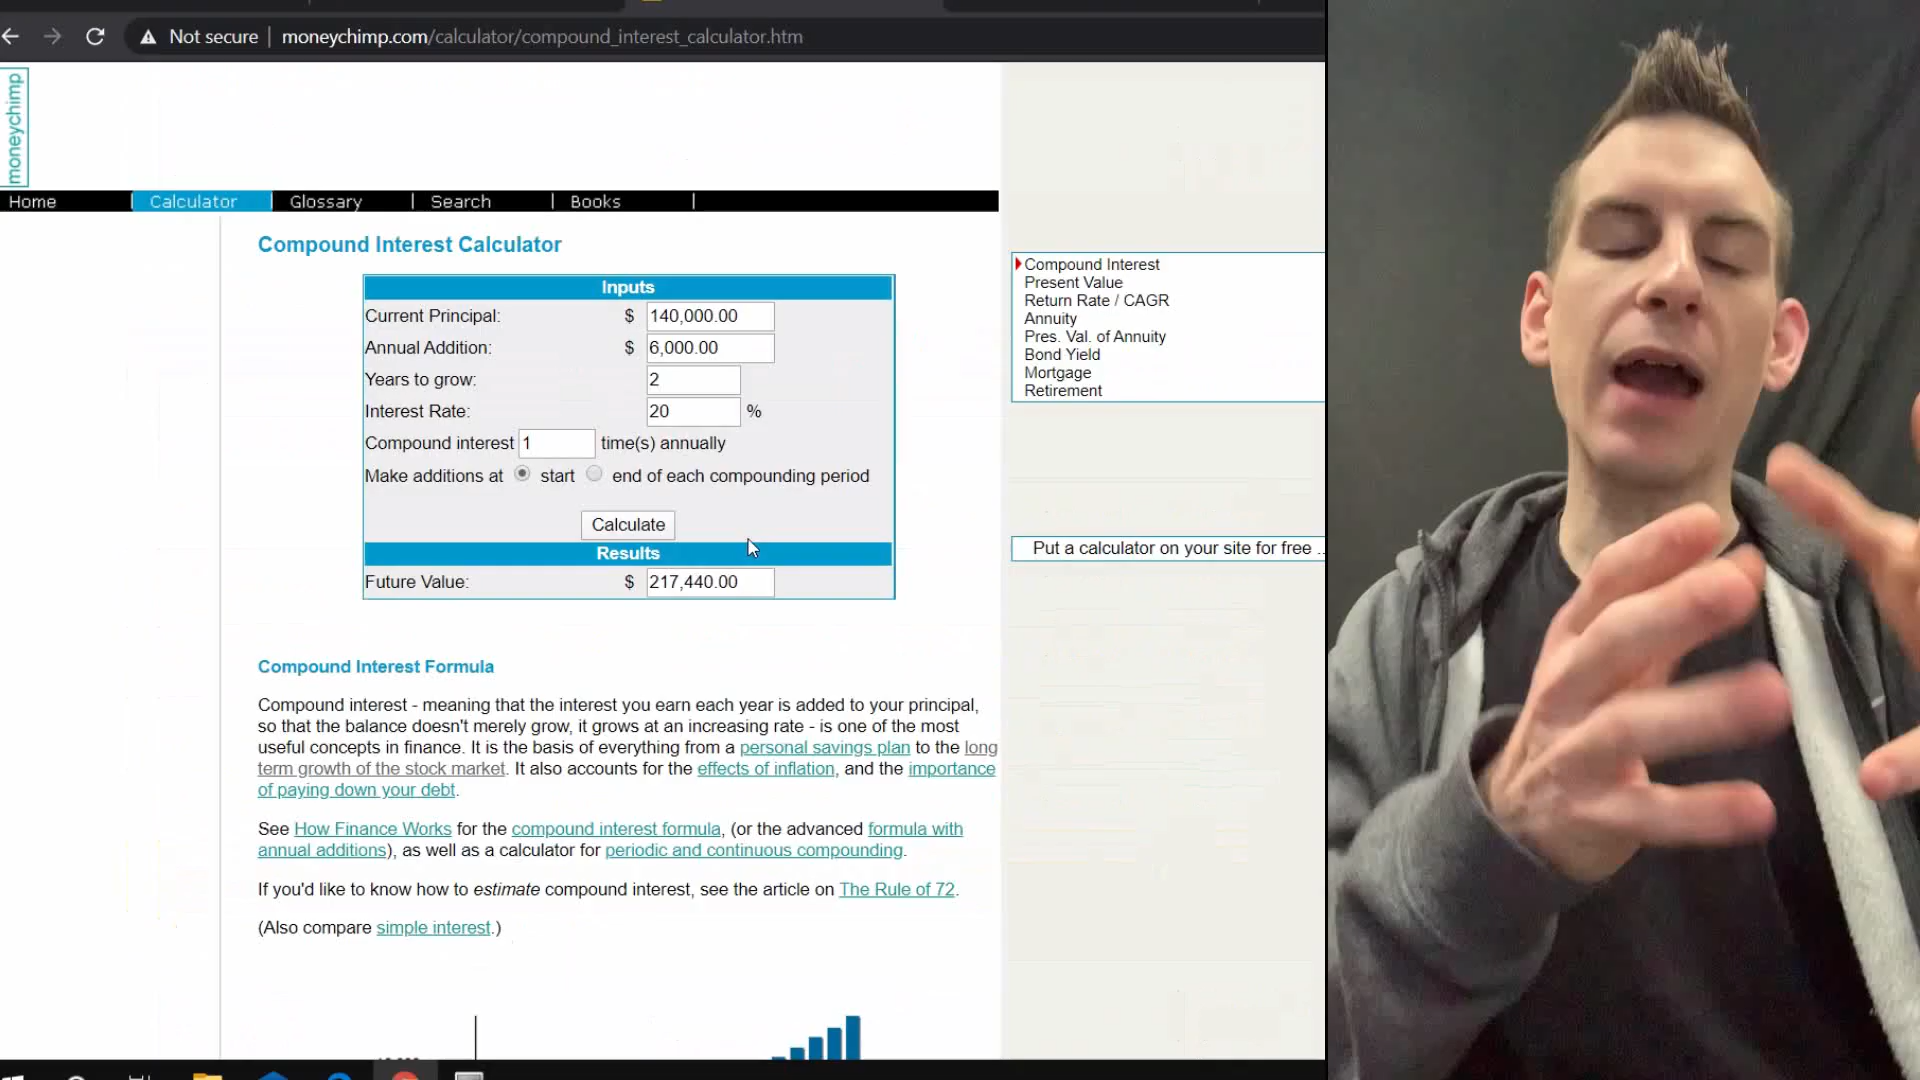 Not secure | moneychimp.com/calculator/compound_interest_calculator.htm
moneychimp
Home | Calculator | Glossary | Search | Books |
Compound Interest Calculator
Inputs
Current Principal: $ 140,000.00
Annual Addition: $ 6,000.00
Years to grow: 2
Interest Rate: 20 %
Compound interest 1 time(s) annually
Make additions at start end of each compounding period
Calculate
Results
Future Value: $ 217,440.00
Compound Interest
Present Value
Return Rate / CAGR
Annuity
Pres. Val. of Annuity
Bond Yield
Mortgage
Retirement
Put a calculator on your site for free ..
Compound Interest Formula
Compound interest - meaning that the interest you earn each year is added to your principal,
so that the balance doesn't merely grow, it grows at an increasing rate - is one of the most
useful concepts in finance. It is the basis of everything from a personal savings plan to the long
term growth of the stock market. It also accounts for the effects of inflation, and the importance
of paying down your debt.
See How Finance Works for the compound interest formula, (or the advanced formula with
annual additions), as well as a calculator for periodic and continuous compounding.
If you'd like to know how to estimate compound interest, see the article on The Rule of 72.
(Also compare simple interest.)